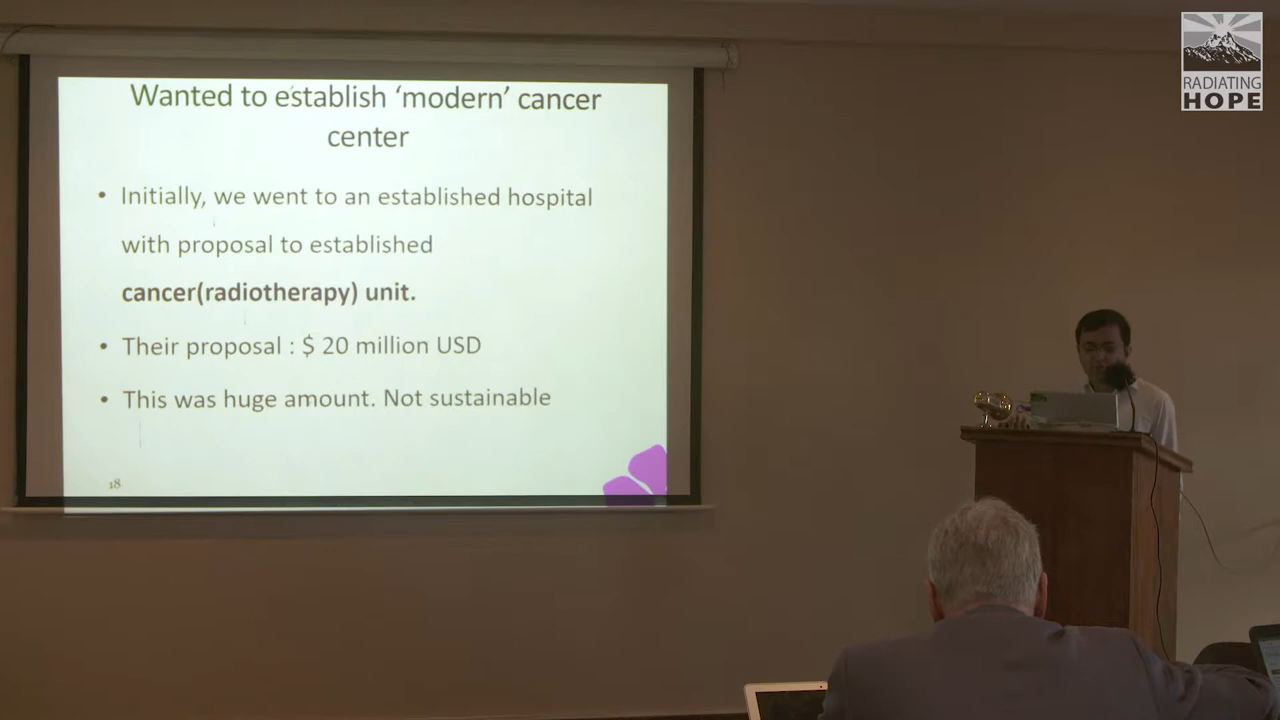 Wanted to establish ‘modern’ cancer
center
• Initially, we went to an established hospital
with proposal to established
cancer(radiotherapy) unit.
• Their proposal : $ 20 million USD
• This was huge amount. Not sustainable
18
RADIATING
HOPE